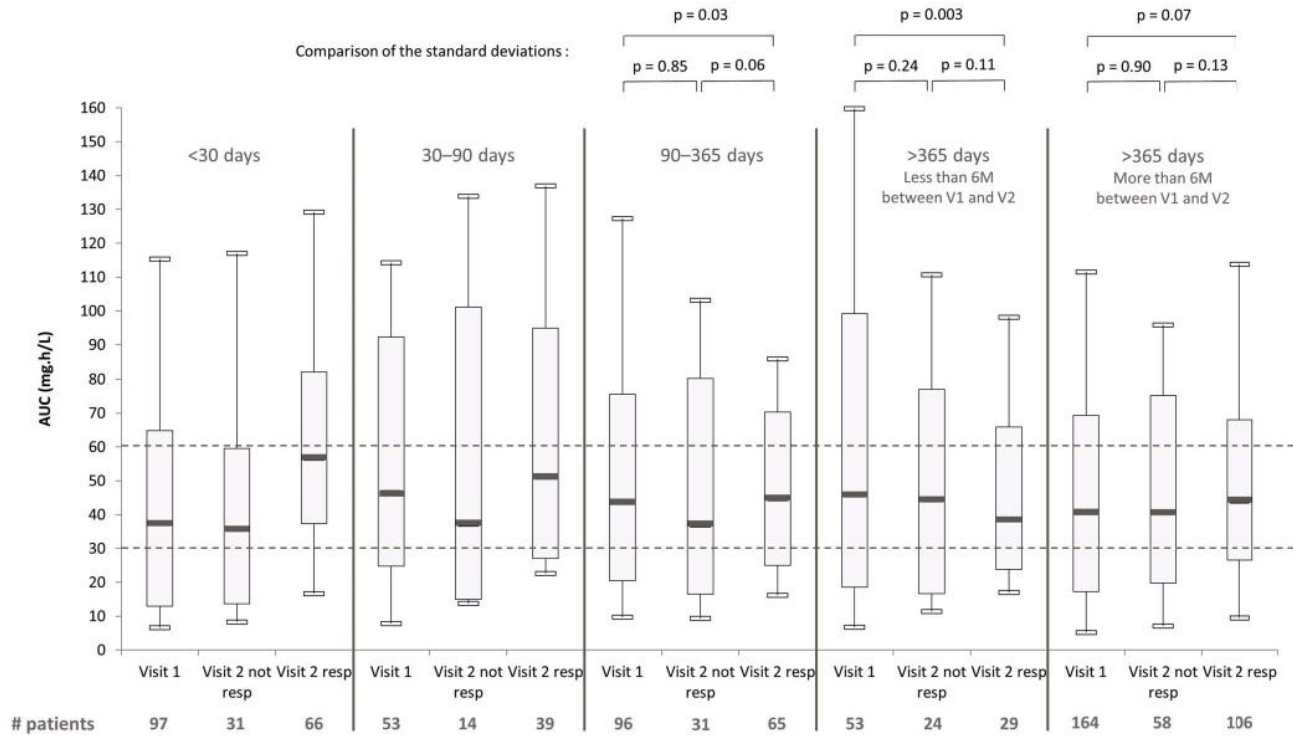 p = 0.03 p = 0.003 p = 0.07
Comparison of the standard deviations :
p = 0.85 p = 0.06 p = 0.24 p = 0.11 p = 0.90 p = 0.13
160
150
140
130
120
110
100
90
80
70
60
50
40
30
20
10
0
AUC (mg.h/L)
<30 days
30–90 days
90–365 days
>365 days
Less than 6M
between V1 and V2
>365 days
More than 6M
between V1 and V2
Visit 1 Visit 2 not Visit 2 resp Visit 1 Visit 2 not Visit 2 resp Visit 1 Visit 2 not Visit 2 resp Visit 1 Visit 2 not Visit 2 resp Visit 1 Visit 2 not Visit 2 resp
resp resp resp resp resp
# patients 97 31 66 53 14 39 96 31 65 53 24 29 164 58 106